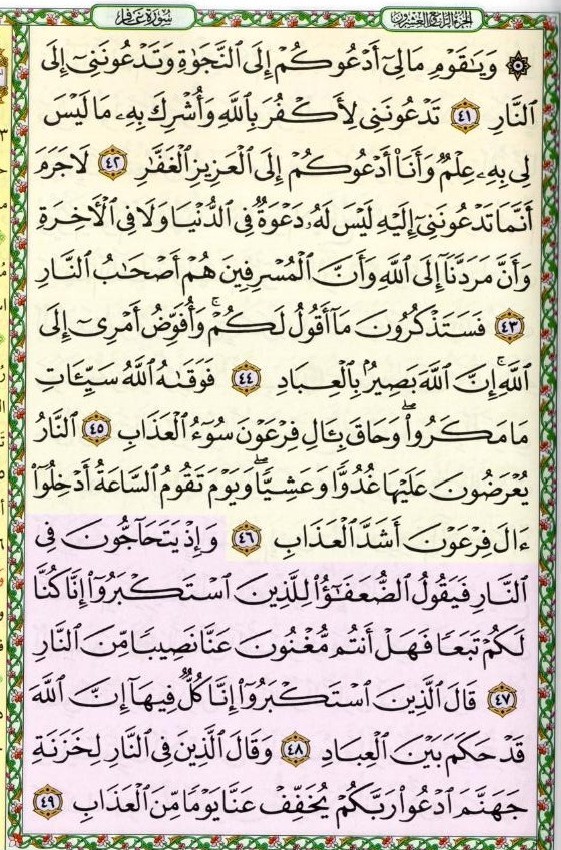 الجزء الرابع والعشرون
سورة غافر
۞ وَيَٰقَوْمِ مَالِىٓ أَدْعُوكُمْ إِلَى ٱلنَّجَوٰةِ وَتَدْعُونَنِىٓ إِلَى
ٱلنَّارِ ٤١ تَدْعُونَنِى لِأَكْفُرَ بِٱللَّهِ وَأُشْرِكَ بِهِۦ مَا لَيْسَ
لِى بِهِۦ عِلْمٌ وَأَنَا۠ أَدْعُوكُمْ إِلَى ٱلْعَزِيزِ ٱلْغَفَّٰرِ ٤٢ لَا جَرَمَ
أَنَّمَا تَدْعُونَنِىٓ إِلَيْهِ لَيْسَ لَهُۥ دَعْوَةٌ فِى ٱلدُّنْيَا وَلَا فِى ٱلْأٓخِرَةِ
وَأَنَّ مَرَدَّنَآ إِلَى ٱللَّهِ وَأَنَّ ٱلْمُسْرِفِينَ هُمْ أَصْحَٰبُ ٱلنَّارِ
٤٣ فَسَتَذْكُرُونَ مَآ أَقُولُ لَكُمْ ۚ وَأُفَوِّضُ أَمْرِىٓ إِلَى
ٱللَّهِ ۚ إِنَّ ٱللَّهَ بَصِيرٌۢ بِٱلْعِبَادِ ٤٤ فَوَقَىٰهُ ٱللَّهُ سَيِّـَٔاتِ
مَا مَكَرُوا۟ ۖ وَحَاقَ بِـَٔالِ فِرْعَوْنَ سُوٓءُ ٱلْعَذَابِ ٤٥ ٱلنَّارُ
يُعْرَضُونَ عَلَيْهَا غُدُوًّا وَعَشِيًّا ۖ وَيَوْمَ تَقُومُ ٱلسَّاعَةُ أَدْخِلُوٓا۟
ءَالَ فِرْعَوْنَ أَشَدَّ ٱلْعَذَابِ ٤٦ وَإِذْ يَتَحَآجُّونَ فِى
ٱلنَّارِ فَيَقُولُ ٱلضُّعَفَٰٓؤُا۟ لِلَّذِينَ ٱسْتَكْبَرُوٓا۟ إِنَّا كُنَّا
لَكُمْ تَبَعًا فَهَلْ أَنتُم مُّغْنُونَ عَنَّا نَصِيبًا مِّنَ ٱلنَّارِ
٤٧ قَالَ ٱلَّذِينَ ٱسْتَكْبَرُوٓا۟ إِنَّا كُلٌّ فِيهَآ إِنَّ ٱللَّهَ
قَدْ حَكَمَ بَيْنَ ٱلْعِبَادِ ٤٨ وَقَالَ ٱلَّذِينَ فِى ٱلنَّارِ لِخَزَنَةِ
جَهَنَّمَ ٱدْعُوا۟ رَبَّكُمْ يُخَفِّفْ عَنَّا يَوْمًا مِّنَ ٱلْعَذَابِ ٤٩